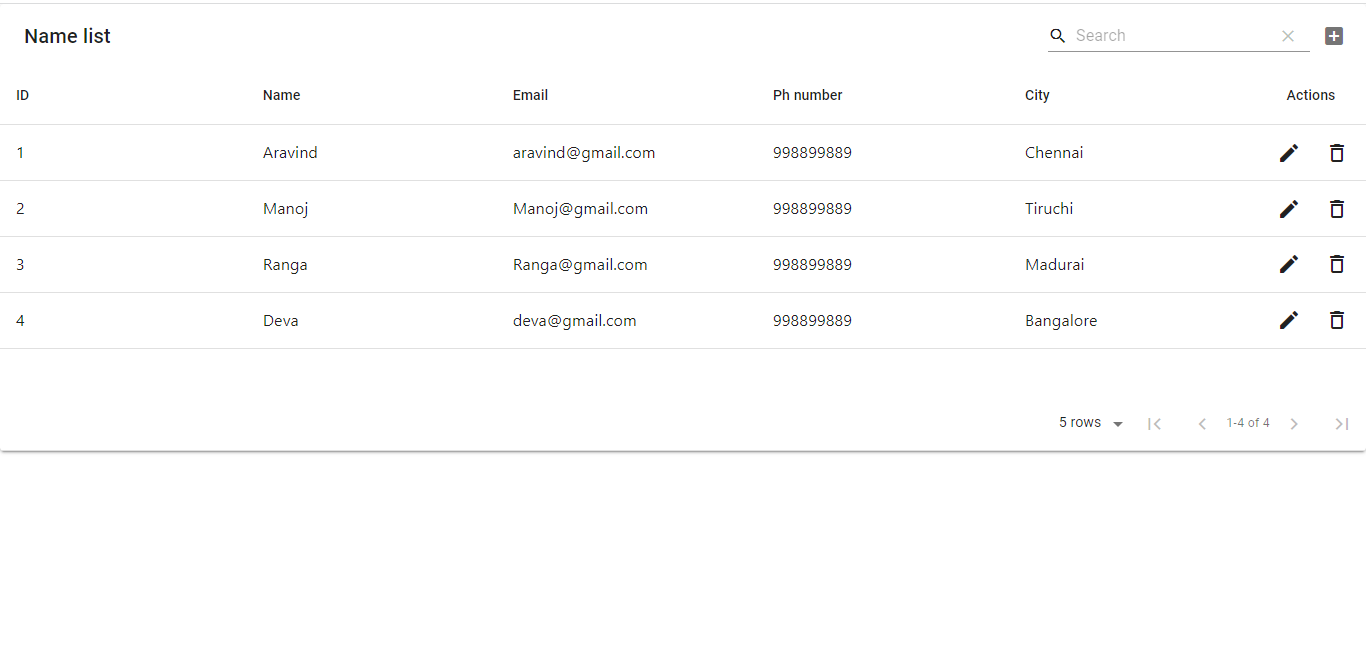 Name list Search
ID Name Email Ph number City Actions
1 Aravind aravind@gmail.com 998899889 Chennai
2 Manoj Manoj@gmail.com 998899889 Tiruchi
3 Ranga Ranga@gmail.com 998899889 Madurai
4 Deva deva@gmail.com 998899889 Bangalore
5 rows 1-4 of 4